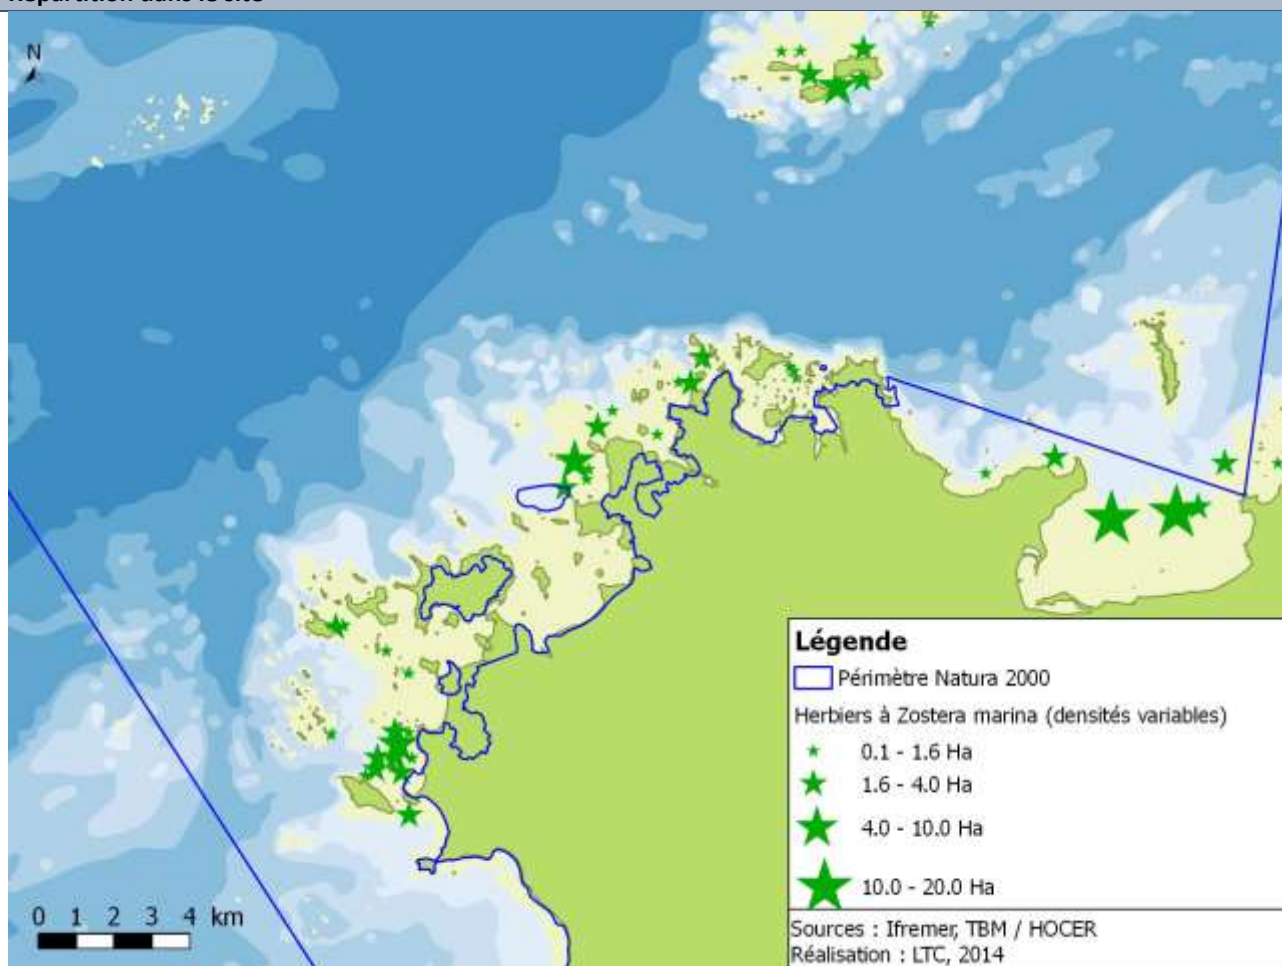 N
Légende
Périmètre Natura 2000
Herbiers à Zostera marina (densités variables)
0.1 - 1.6 Ha
1.6 - 4.0 Ha
4.0 - 10.0 Ha
10.0 - 20.0 Ha
0 1 2 3 4 km
Sources : Ifremer, TBM / HOCER
Réalisation : LTC, 2014